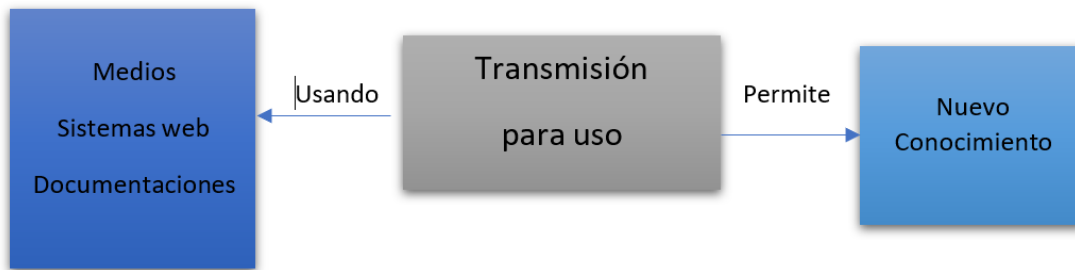 Medios
Sistemas web
Documentaciones
Usando
Transmisión
para uso
Permite
Nuevo
Conocimiento